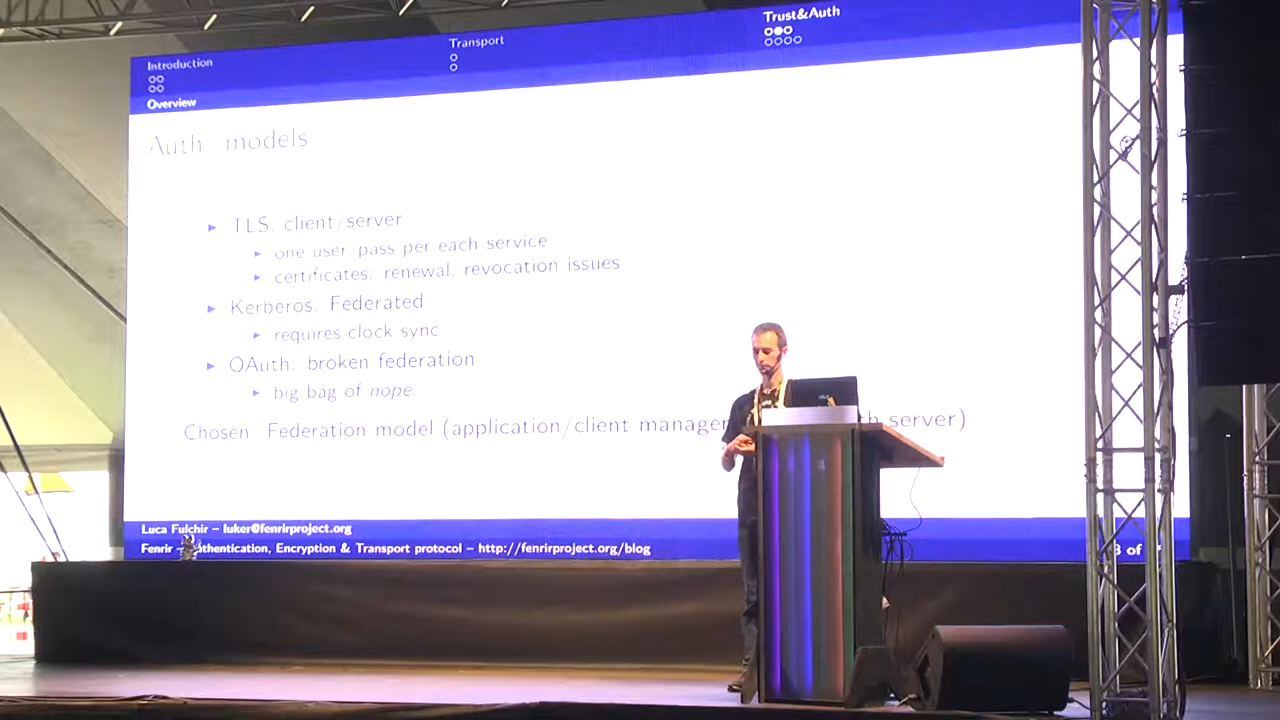 Introduction
Transport
Trust&Auth
Overview
Auth. models
TLS: client/server
one user/pass per each service
certificates: renewal, revocation issues
Kerberos: Federated
requires clock sync
OAuth: broken federation
big bag of nope.
Chosen: Federation model (application/client manager server)
Luca Fulchir – luker@fenrirproject.org
Fenrir – Encryption & Transport protocol – http://fenrirproject.org/blog
of